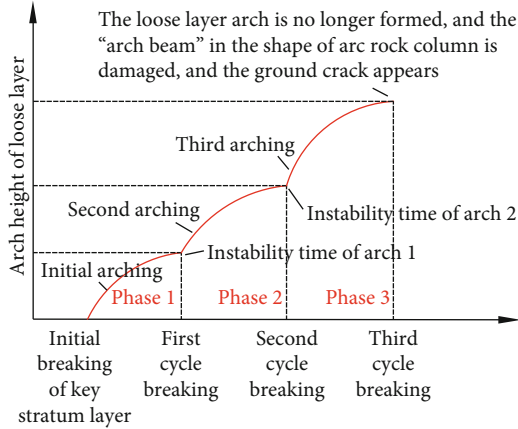 The loose layer arch is no longer formed, and the
“arch beam” in the shape of arc rock column is
damaged, and the ground crack appears
Arch height of loose layer
Third arching
Second arching
Instability time of arch 2
Instability time of arch 1
Initial arching
Phase 1
Phase 2
Phase 3
Initial
breaking
of key
stratum layer
First
cycle
breaking
Second
cycle
breaking
Third
cycle
breaking